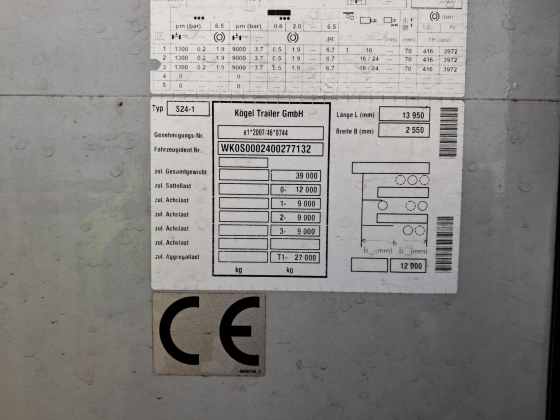 pm (bar) 6.5 pm (bar) 0.6 2.0 - 6.5
pz
1 1300 0.2 1.9 9000 3.7 0.5 1.9 - 6.7 1 16 - 70 416 3972
2 1300 0.2 1.9 9000 3.7 0.5 1.9 - 6.7 16/24 - 70 416 3972
3 1300 0.2 1.9 9000 3.7 0.5 1.9 - 6.7 16/24 - 70 416 3972
4 0 0
5 0 0
Typ S24-1 Kögel Trailer GmbH Länge L (mm) 13 950
Genehmigungs-Nr. e1*2007/46*0744 Breite B (mm) 2 550
Fahrzeugident.Nr. WK0S0002400277132
zul. Gesamtgewicht 39 000
zul. Sattellast 0- 12 000
zul. Achslast 1- 9 000
zul. Achslast 2- 9 000
zul. Achslast 3- 9 000
zul. Achslast
zul. Aggregallast T1- 27 000
kg kg
b
b (mm) b (mm)
12 000
CE